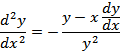 d²y/dx² = -(y - x dy/dx)/y²